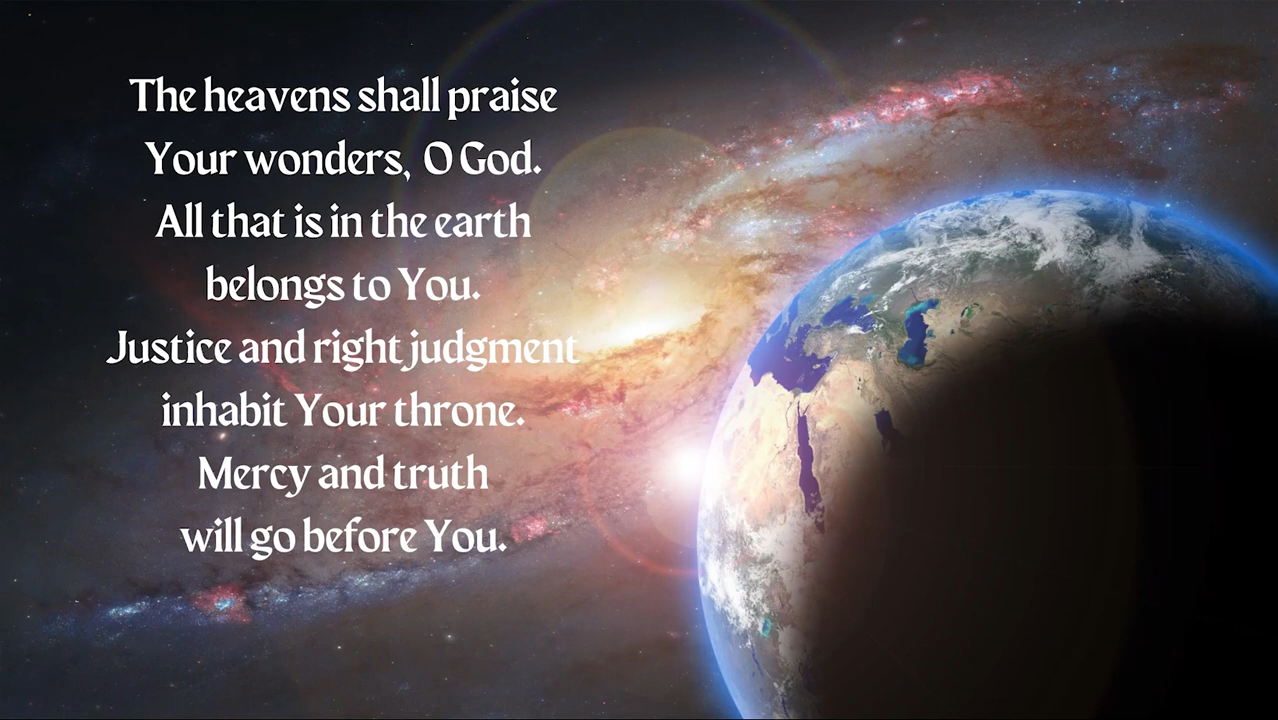 The heavens shall praise
Your wonders, O God.
All that is in the earth
belongs to You.
Justice and right judgment
inhabit Your throne.
Mercy and truth
will go before You.